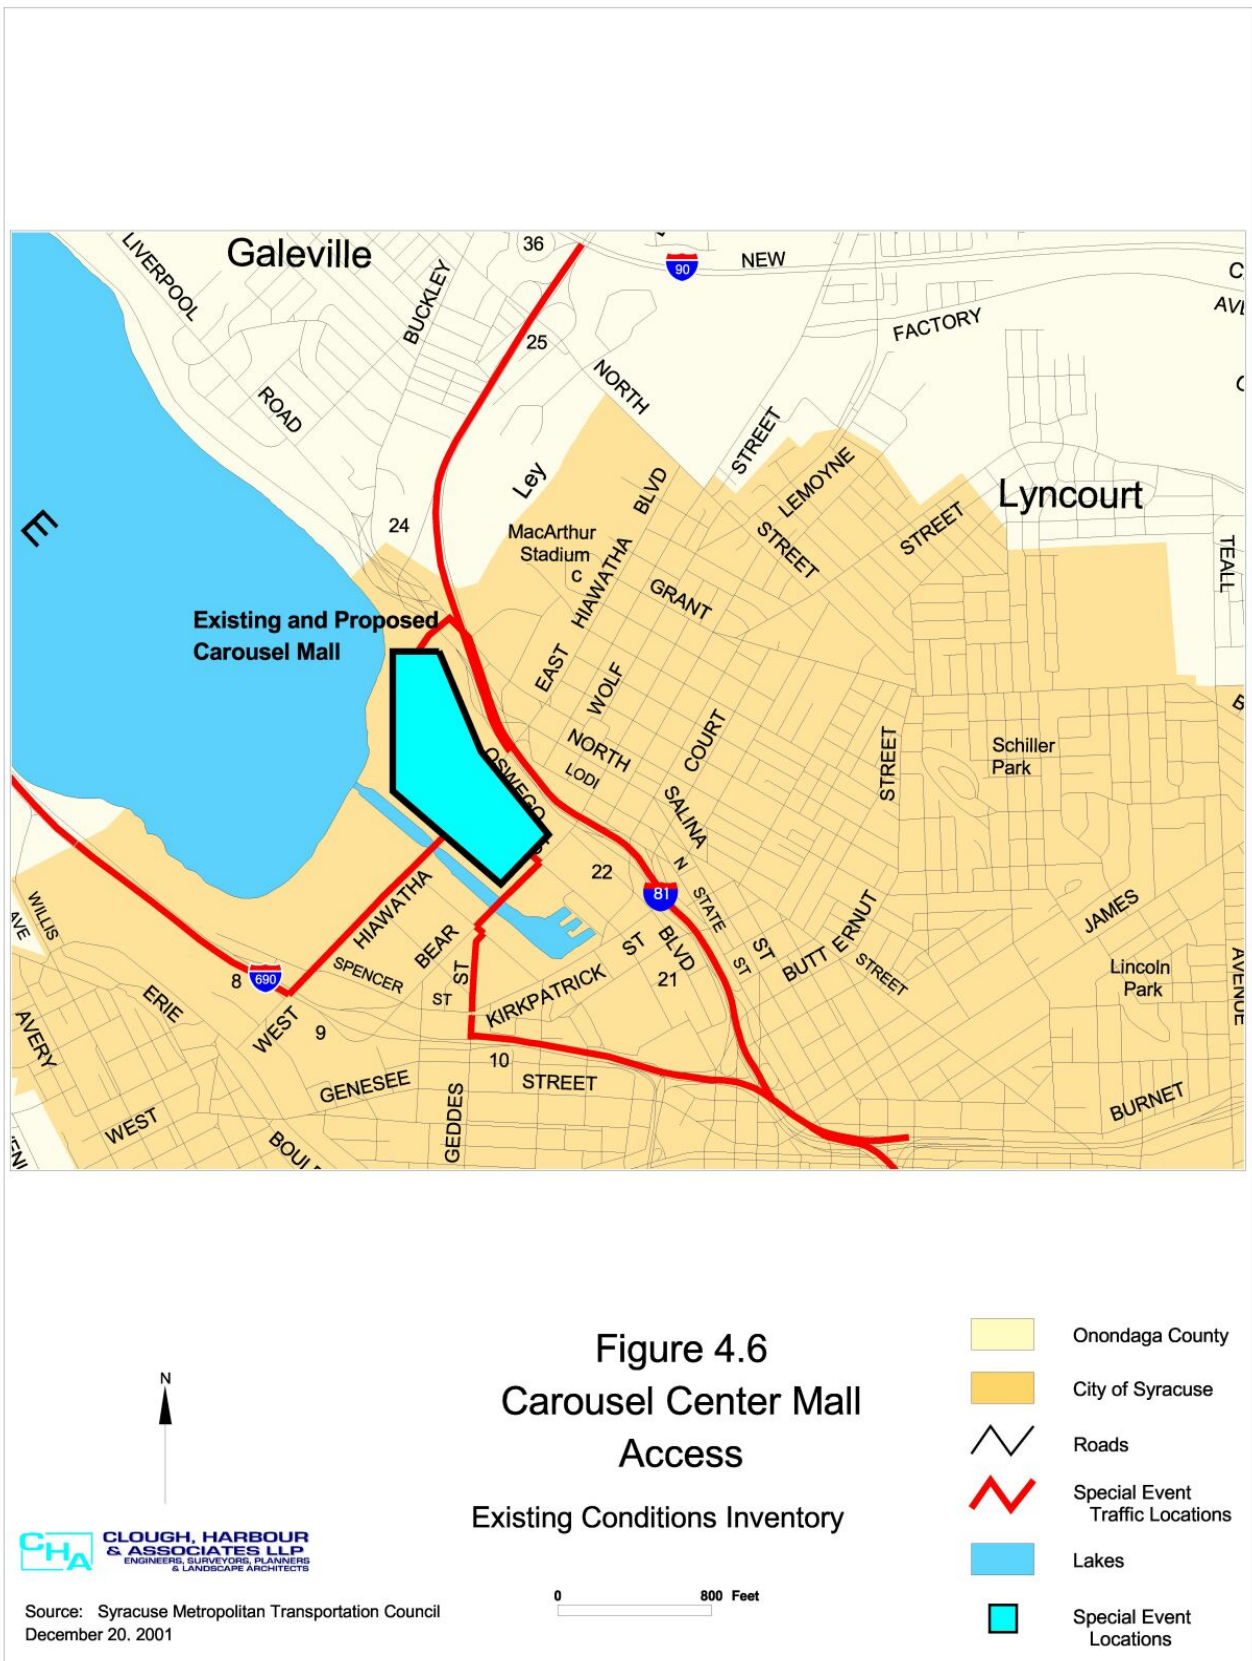 Galeville
36
90
NEW
LIVERPOOL
BUCKLEY
25
FACTORY
NORTH
ROAD
STREET
Ley
BLVD
LEMOYNE
Lyncourt
E
24
MacArthur
Stadium
C
HIAWATHA
STREET
STREET
TEALL
GRANT
Existing and Proposed
Carousel Mall
EAST
WOLF
NORTH
COURT
LODI
OSWEGO
STREET
Schiller
Park
SALINA
22
N
81
STATE
ST
WILLIS
AVE
HIAWATHA
BEAR
ST
BLVD
ST
ST
BUTT ERNUT
STREET
JAMES
8
690
SPENCER
ST
ST
KIRKPATRICK
21
Lincoln
Park
AVENUE
ERIE
AVERY
WEST
9
10
GENESEE
STREET
GEDDES
WEST
BURNET
Figure 4.6
Carousel Center Mall
Access
Existing Conditions Inventory
N
CHA
CLOUGH, HARBOUR
& ASSOCIATES LLP
ENGINEERS, SURVEYORS, PLANNERS
& LANDSCAPE ARCHITECTS
Source: Syracuse Metropolitan Transportation Council
December 20. 2001
0 800 Feet
Onondaga County
City of Syracuse
Roads
Special Event
Traffic Locations
Lakes
Special Event
Locations